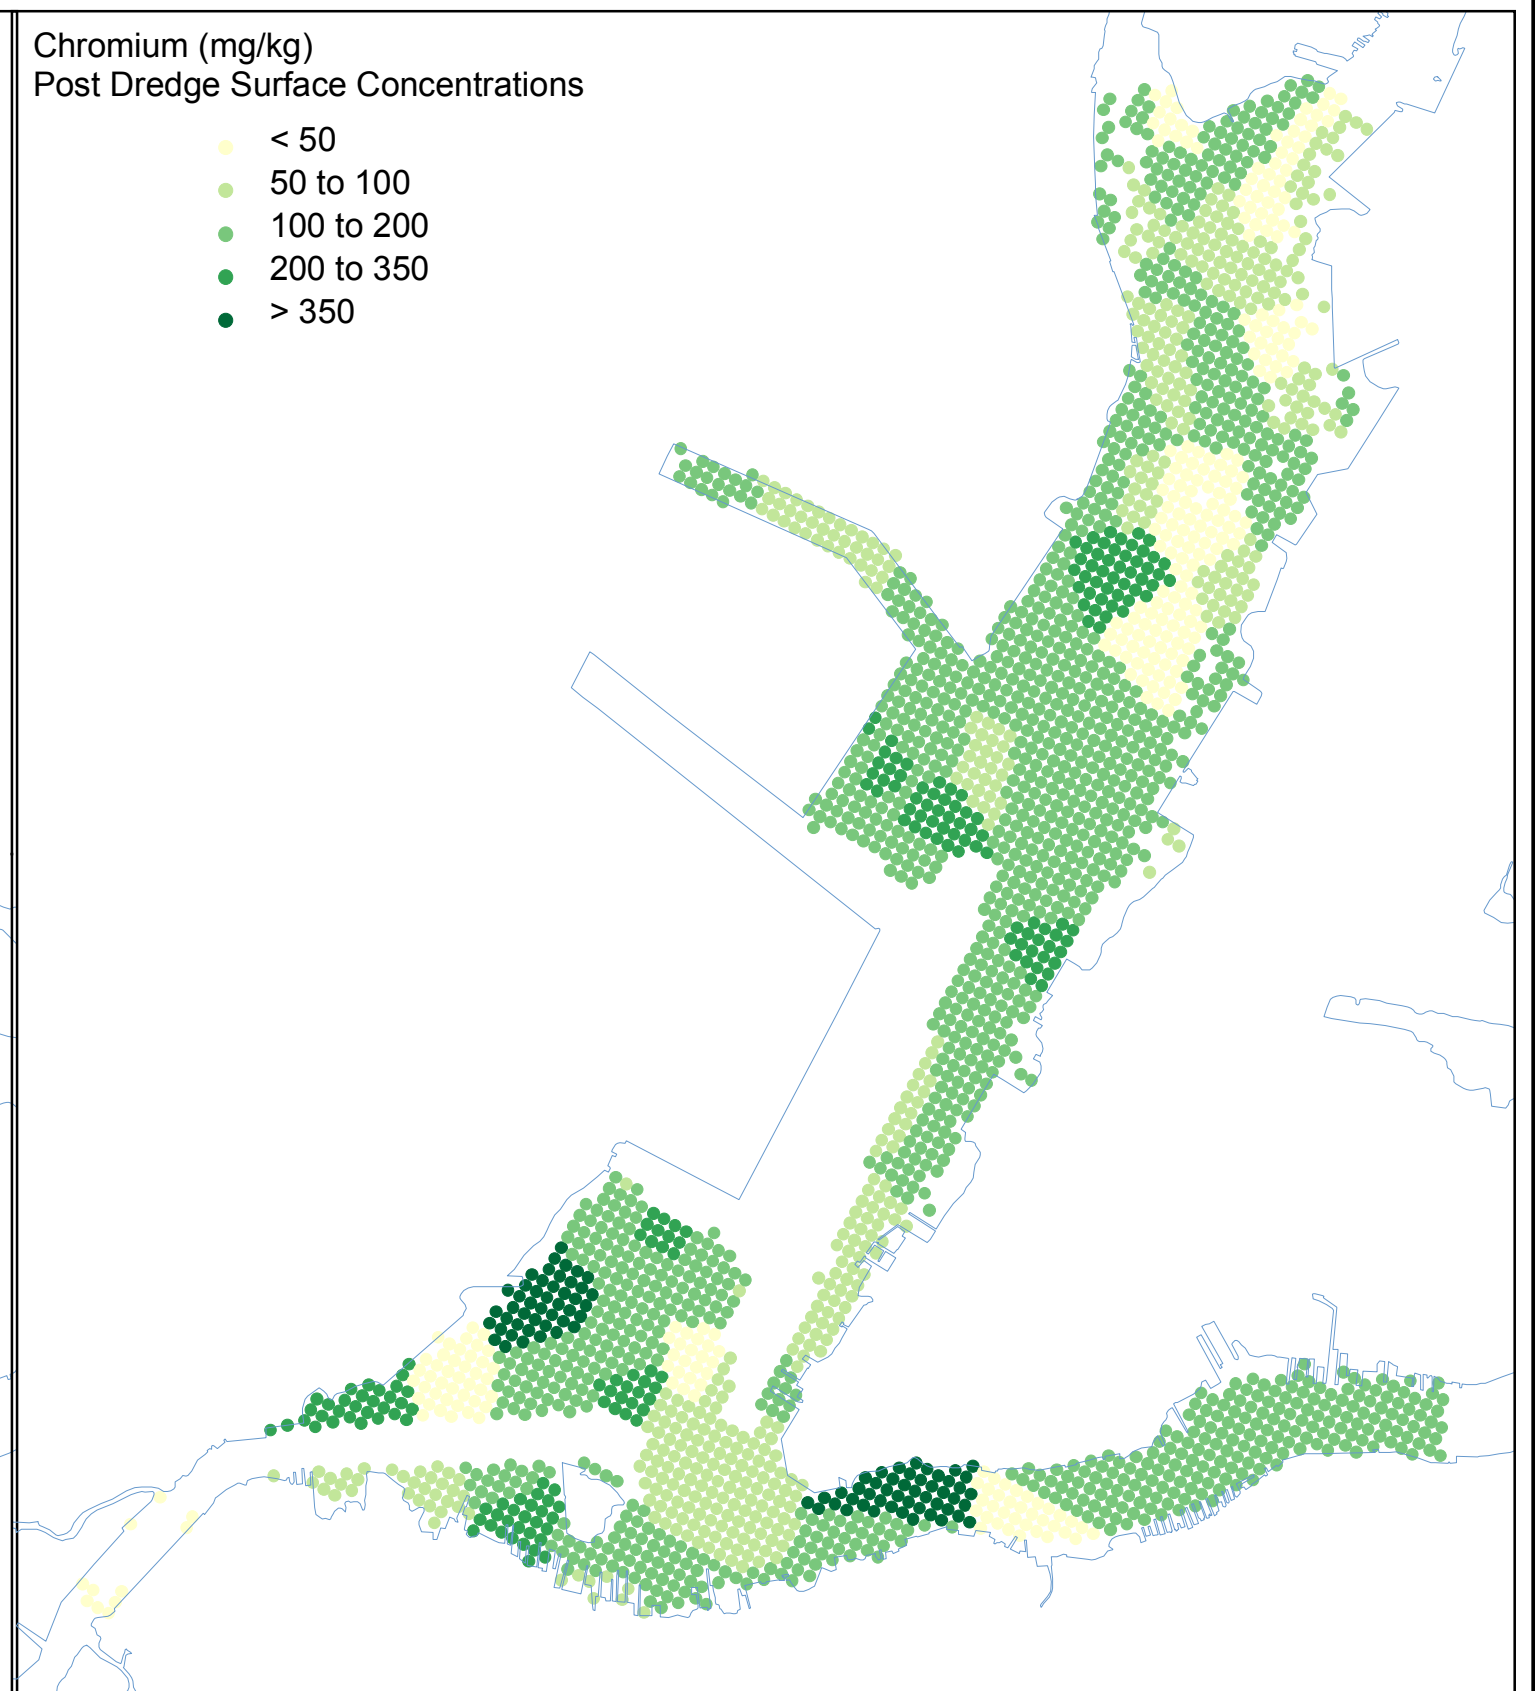 Chromium (mg/kg)
Post Dredge Surface Concentrations
< 50
50 to 100
100 to 200
200 to 350
> 350